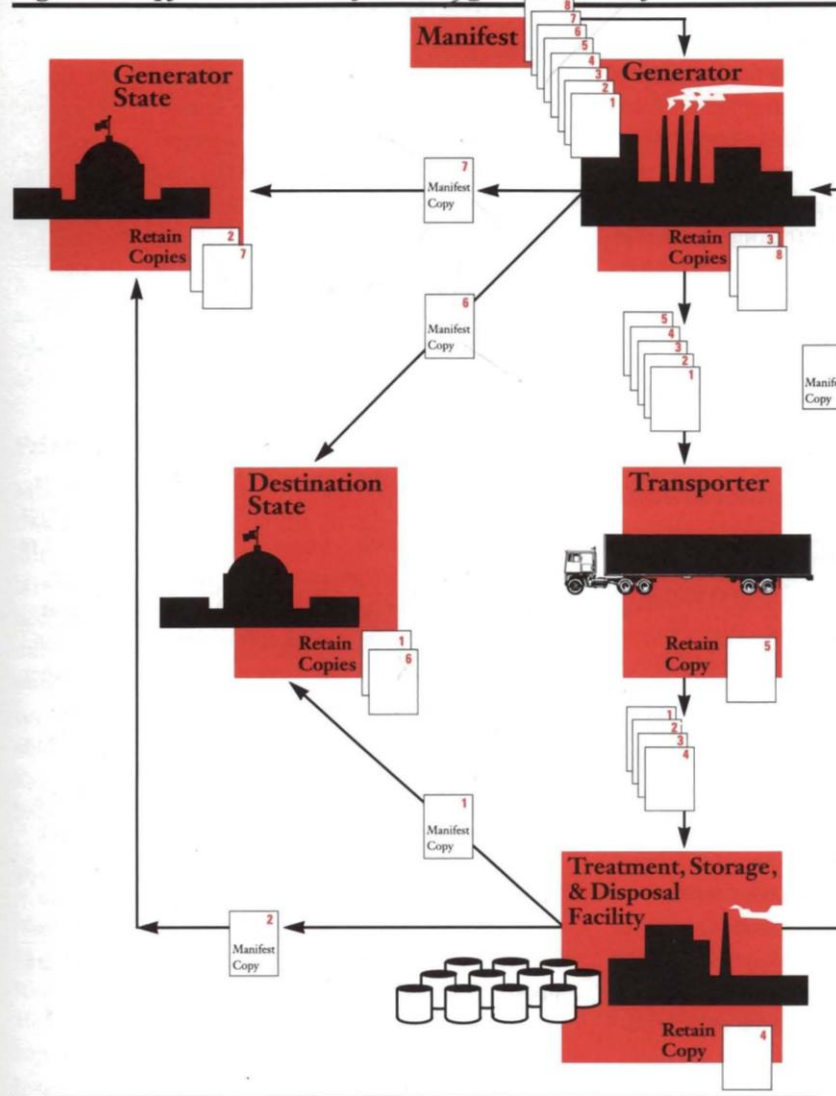 Manifest
8
7
6
5
4
3
2
1
Generator
State
Generator
7
Manifest
Copy
Retain
Copies
2
7
Retain
Copies
3
8
6
Manifest
Copy
5
4
3
2
1
Copy
Destination
State
Transporter
Retain
Copies
1
6
Retain
Copy
5
1
2
3
4
1
Manifest
Copy
Treatment, Storage,
& Disposal
Facility
2
Manifest
Copy
Retain
Copy
4